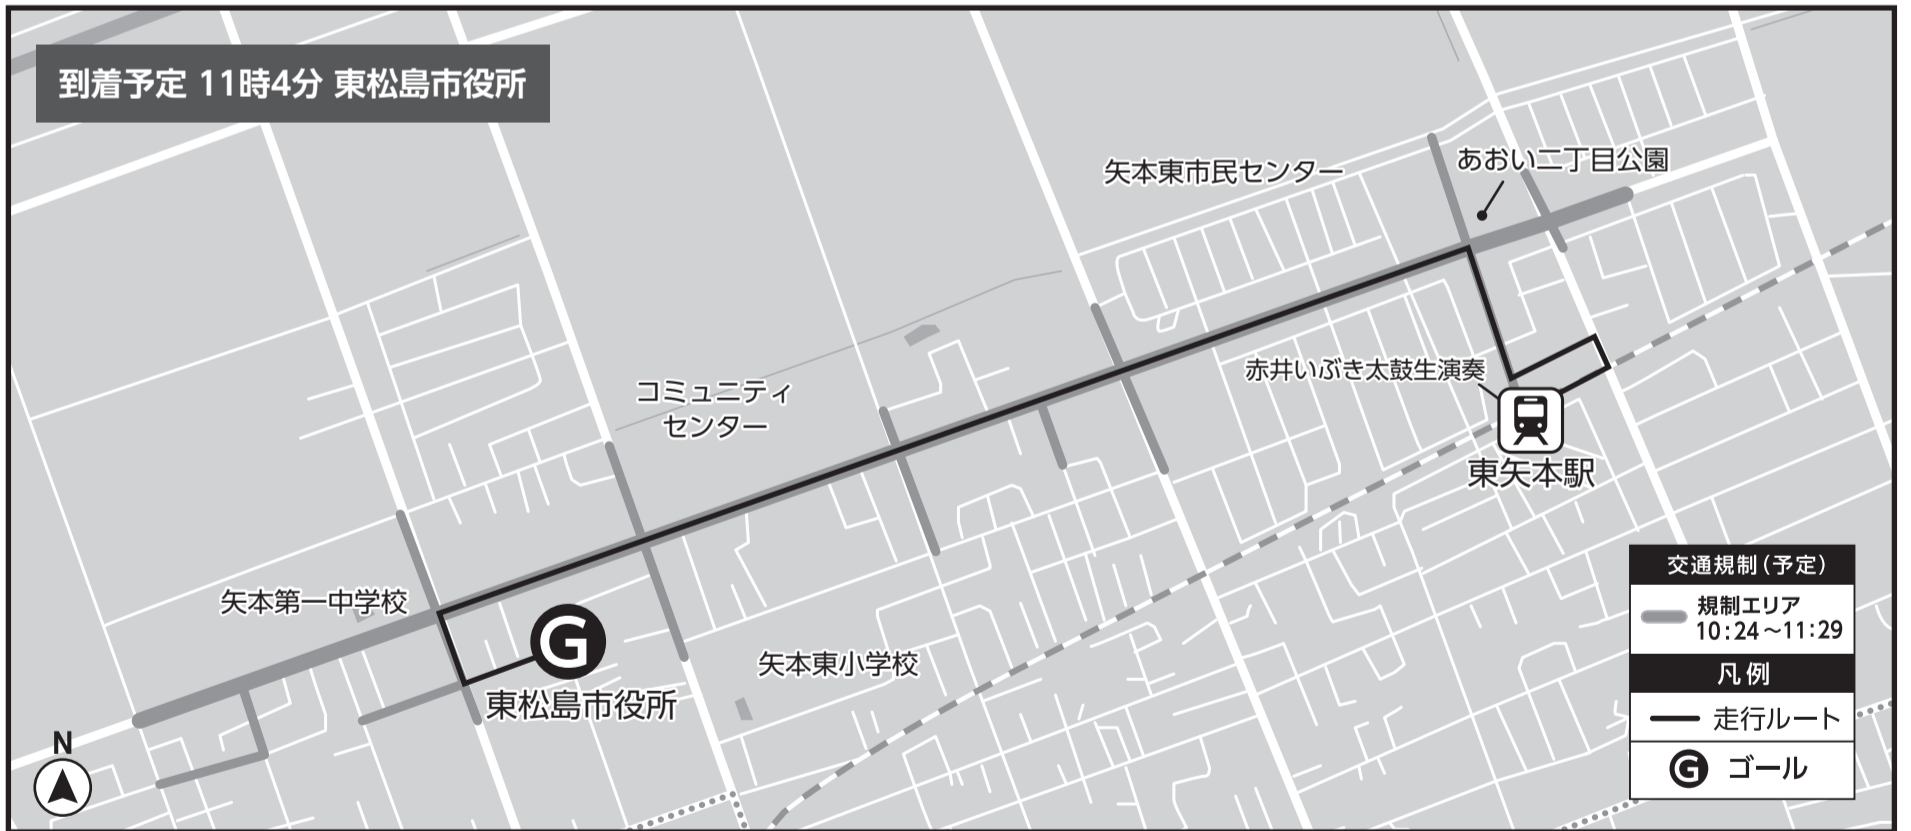 到着予定 11時4分 東松島市役所
矢本東市民センター
あおい二丁目公園
赤井いぶき太鼓生演奏
東矢本駅
コミュニティ
センター
矢本第一中学校
G
東松島市役所
矢本東小学校
N
交通規制(予定)
規制エリア
10:24～11:29
凡例
走行ルート
G ゴール